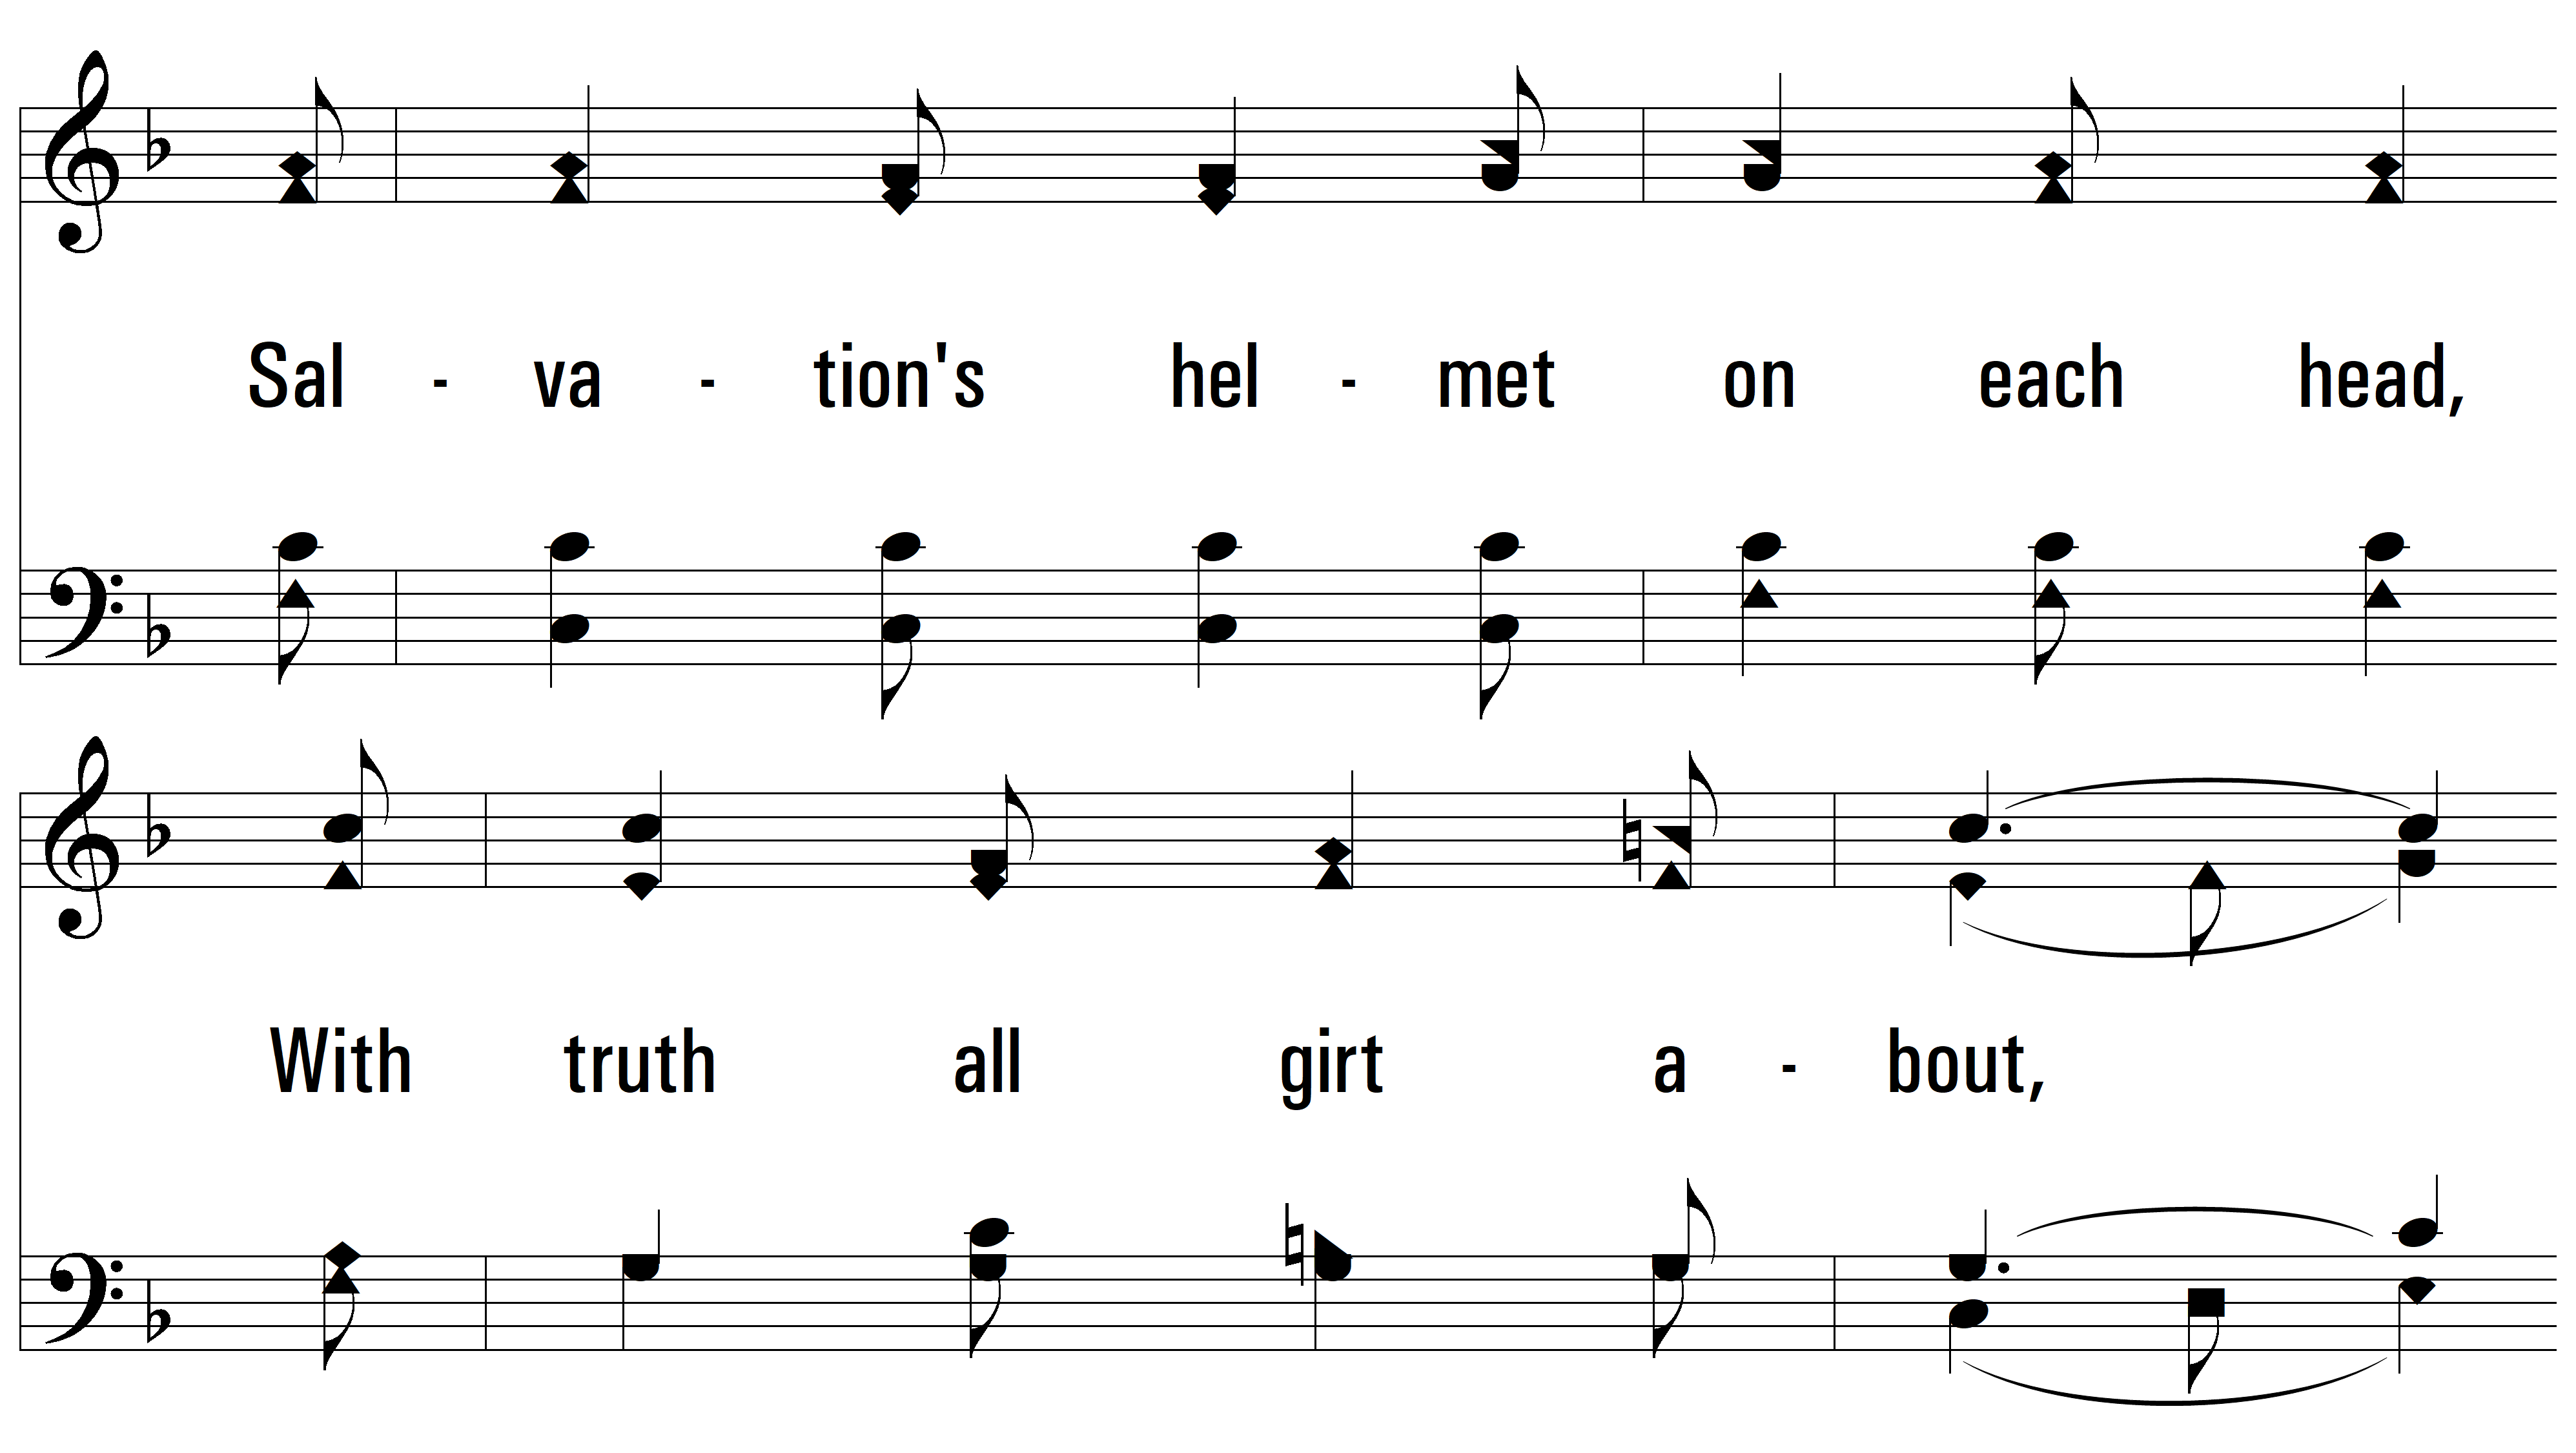 Sal - va - tion's hel - met on each head,
With truth all girt a - bout,